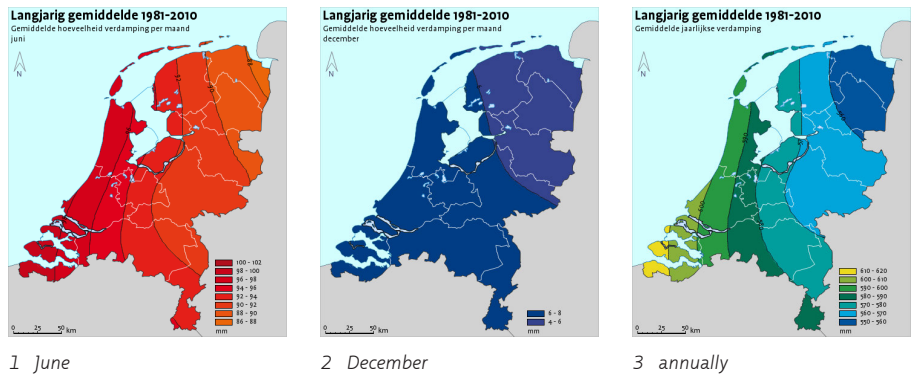 Langjarig gemiddelde 1981-2010
Gemiddelde hoeveelheid verdamping per maand
juni
N
92
90
88
100 - 102
98 - 100
96 - 98
94 - 96
92 - 94
90 - 92
88 - 90
86 - 88
mm
0 25 50 km
1 June
Langjarig gemiddelde 1981-2010
Gemiddelde hoeveelheid verdamping per maand
december
N
6 - 8
4 - 6
mm
0 25 50 km
2 December
Langjarig gemiddelde 1981-2010
Gemiddelde jaarlijkse verdamping
N
600
610 - 620
600 - 610
590 - 600
580 - 590
570 - 580
560 - 570
550 - 560
mm
0 25 50 km
3 annually